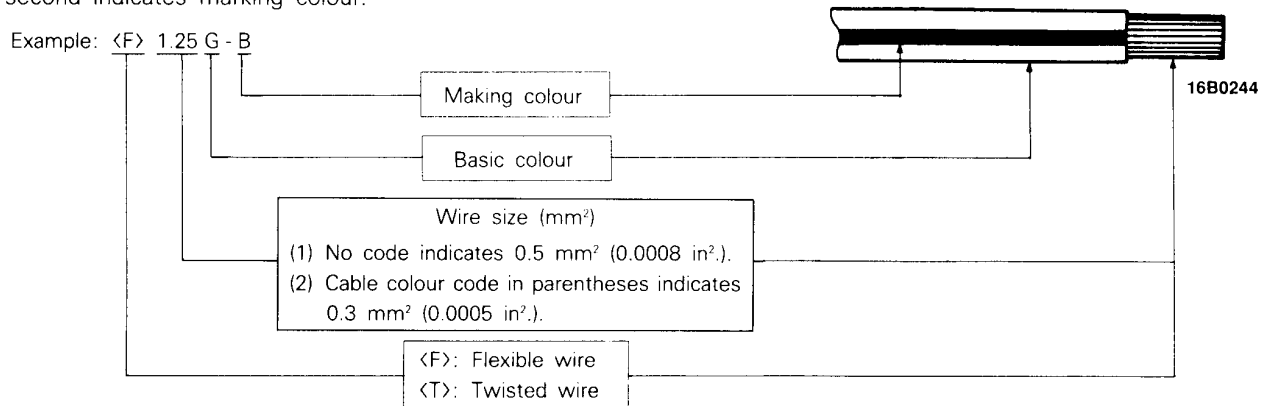 second indicates marking colour.
Example: 〈F〉 1.25 G - B
16B0244
Making colour
Basic colour
Wire size (mm²)
(1) No code indicates 0.5 mm² (0.0008 in².).
(2) Cable colour code in parentheses indicates
0.3 mm² (0.0005 in².).
〈F〉: Flexible wire
〈T〉: Twisted wire